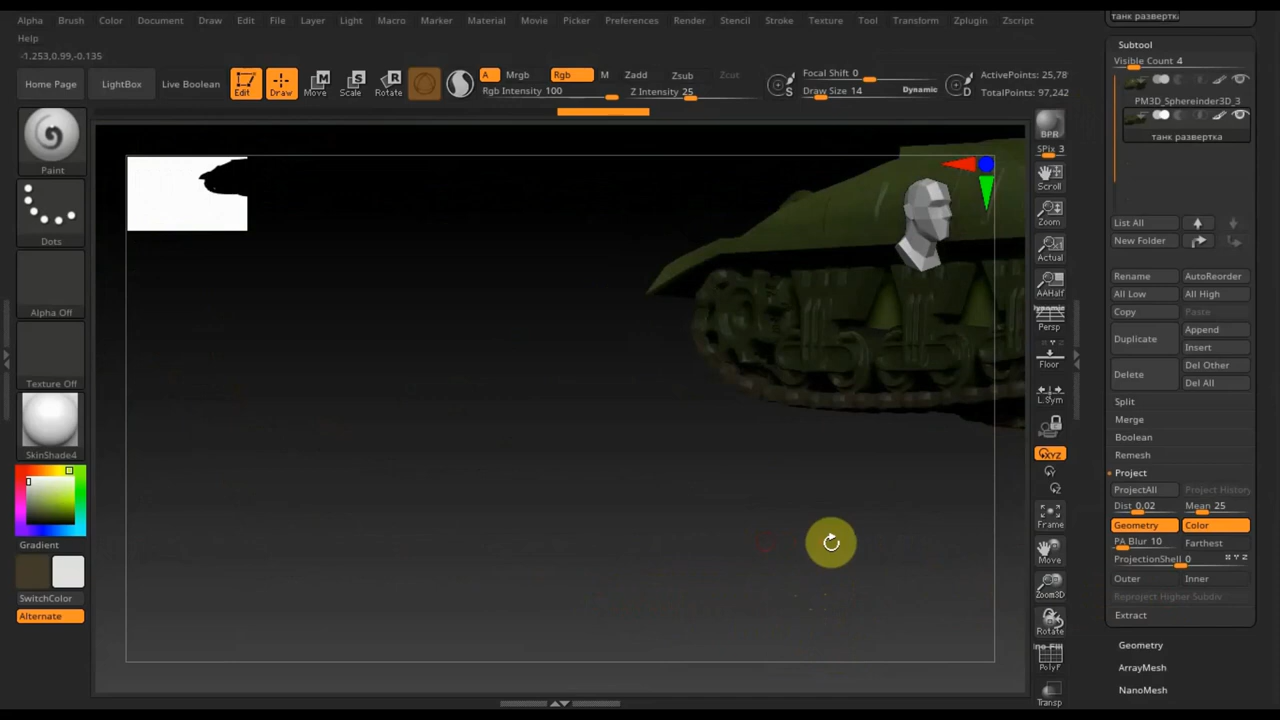 Alpha Brush Color Document Draw Edit File Layer Light Macro Marker Material Movie Picker Preferences Render Stencil Stroke Texture Tool Transform Zplugin Zscript
Help
-1.253,0.99,-0.135
Home Page
LightBox
Live Boolean
Edit
Draw
Move
Scale
Rotate
A
Mrgb
Rgb
M
Rgb Intensity 100
Zadd
Zsub
Zcut
Z Intensity 25
S
Focal Shift 0
Draw Size 14
Dynamic
D
ActivePoints: 25,78
TotalPoints: 97,242
Paint
Dots
Alpha Off
Texture Off
SkinShade4
Gradient
SwitchColor
Alternate
BPR
SPix 3
Scroll
Zoom
Actual
AAHalf
Dynamic
Persp
Floor
L.Sym
XYZ
Y
Z
Frame
Move
Zoom3D
Rotate
PolyF
Transp
танк развертка
Subtool
Visible Count 4
PM3D_Sphereinder3D_3
танк развертка
List All
New Folder
Rename AutoReorder
All Low All High
Copy Paste
Duplicate
Append
Insert
Delete
Del Other
Del All
Split
Merge
Boolean
Remesh
Project
ProjectAll Project History
Dist 0.02 Mean 25
Geometry Color
PA Blur 10 Farthest
ProjectionShell 0
X Y Z
Outer Inner
Reproject Higher Subdiv
Extract
Geometry
ArrayMesh
NanoMesh